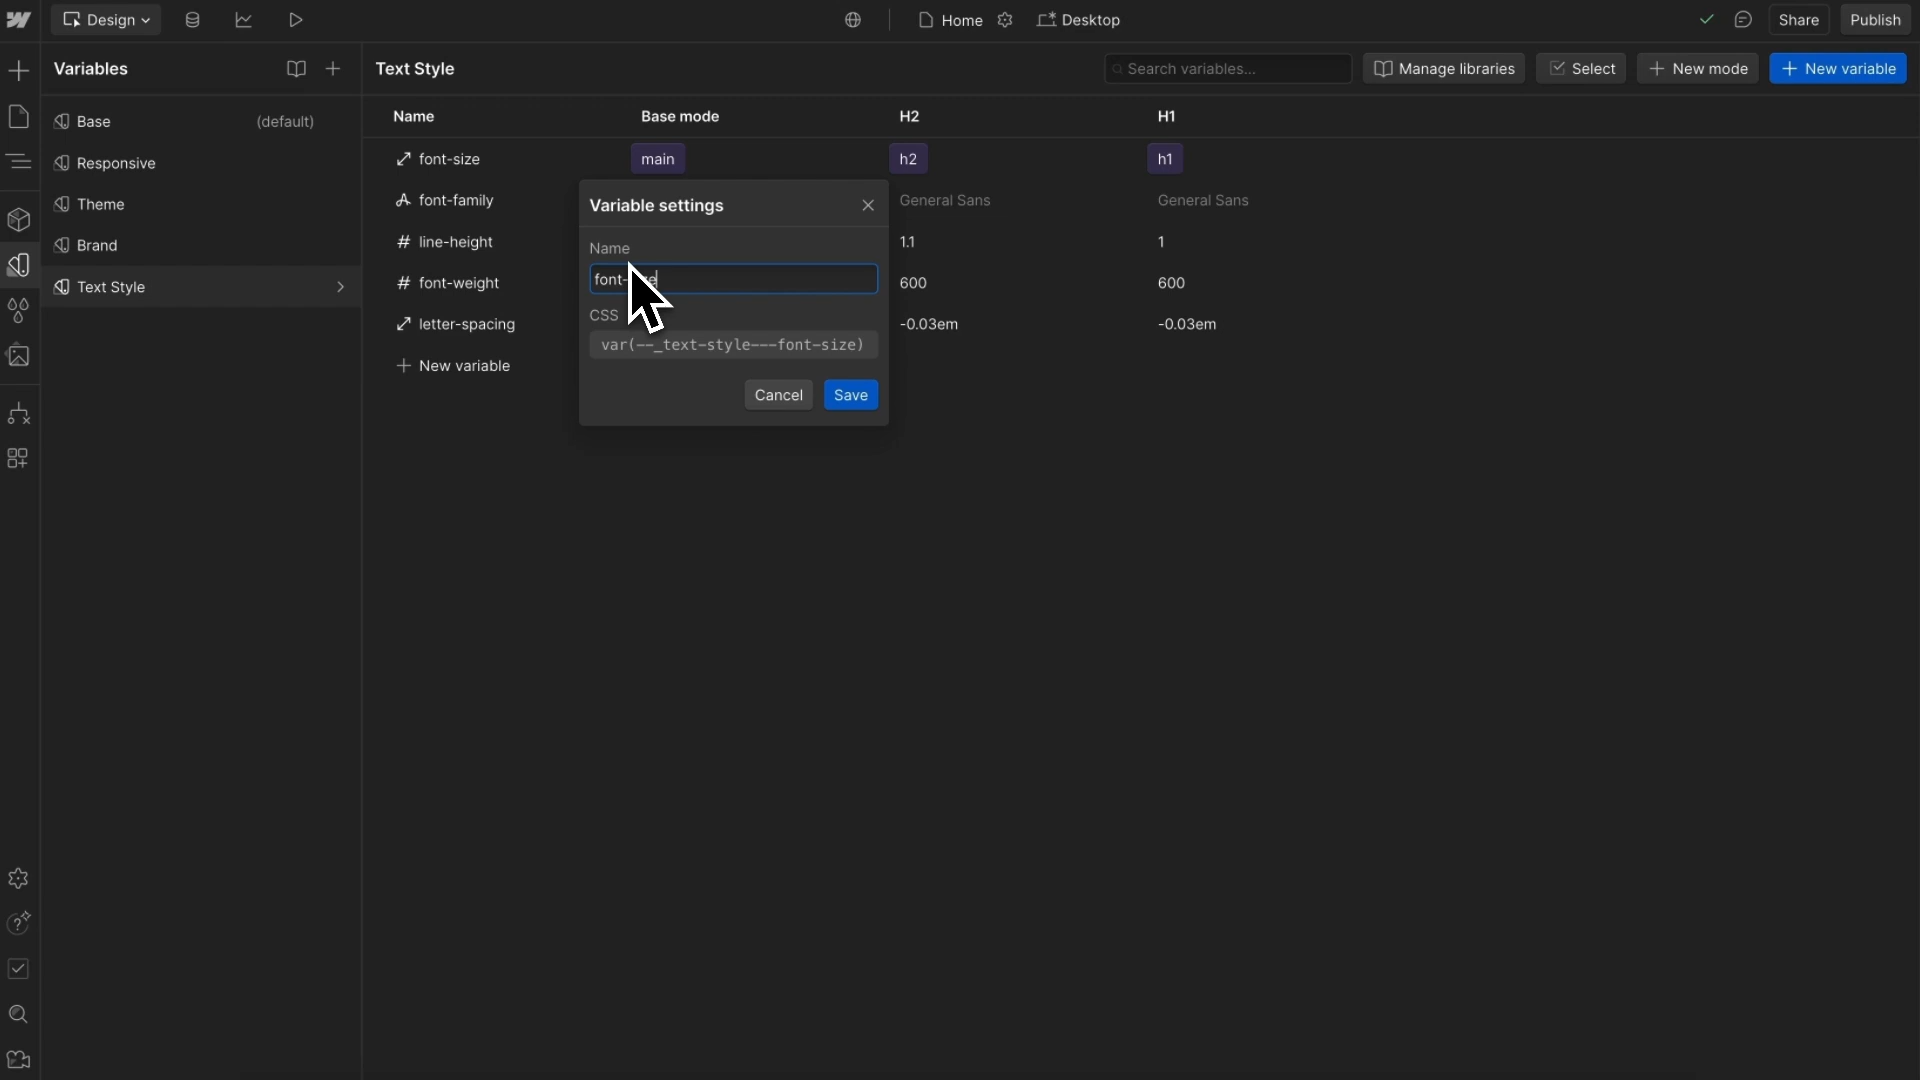 Design
Home
Desktop
Share
Publish
Variables
Text Style
Search variables...
Manage libraries
Select
New mode
New variable
Base
(default)
Responsive
Theme
Brand
Text Style
Name
Base mode
H2
H1
font-size
main
h2
h1
font-family
General Sans
General Sans
line-height
1.1
1
font-weight
600
600
letter-spacing
-0.03em
-0.03em
New variable
Variable settings
Name
font-
CSS
var(--_text-style---font-size)
Cancel
Save